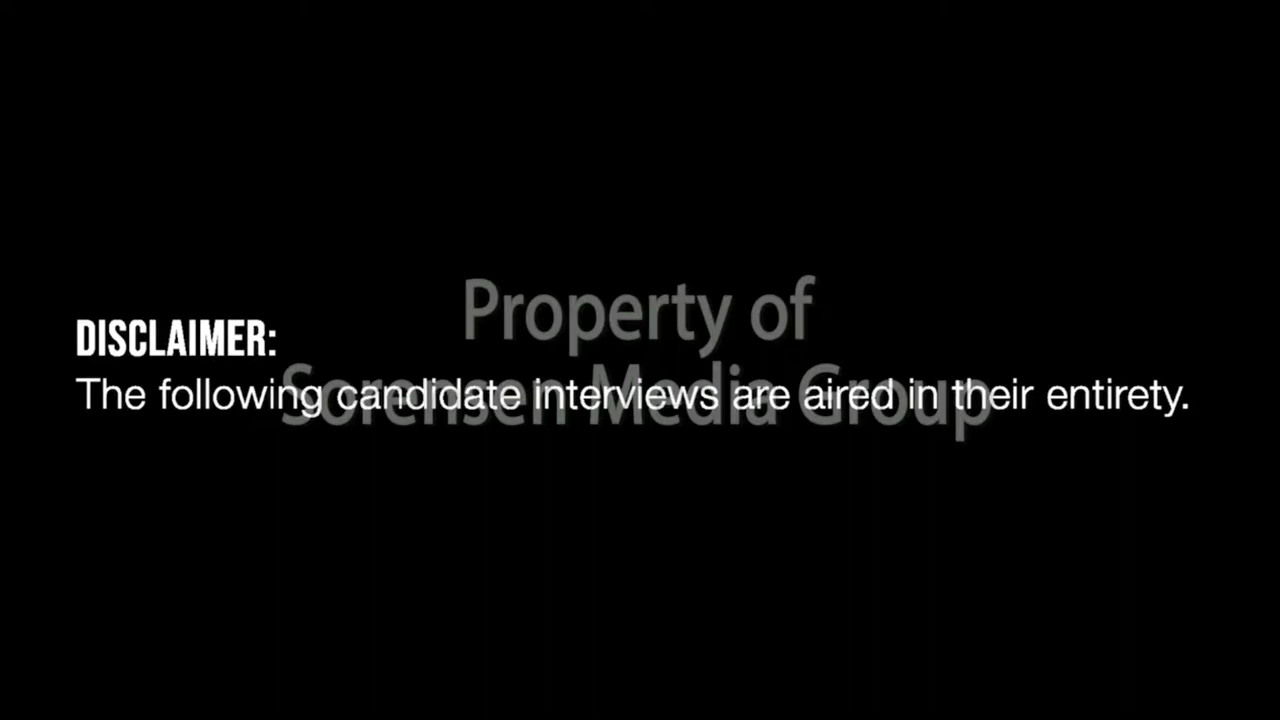 Property of
Sorensen Media Group
DISCLAIMER:
The following candidate interviews are aired in their entirety.